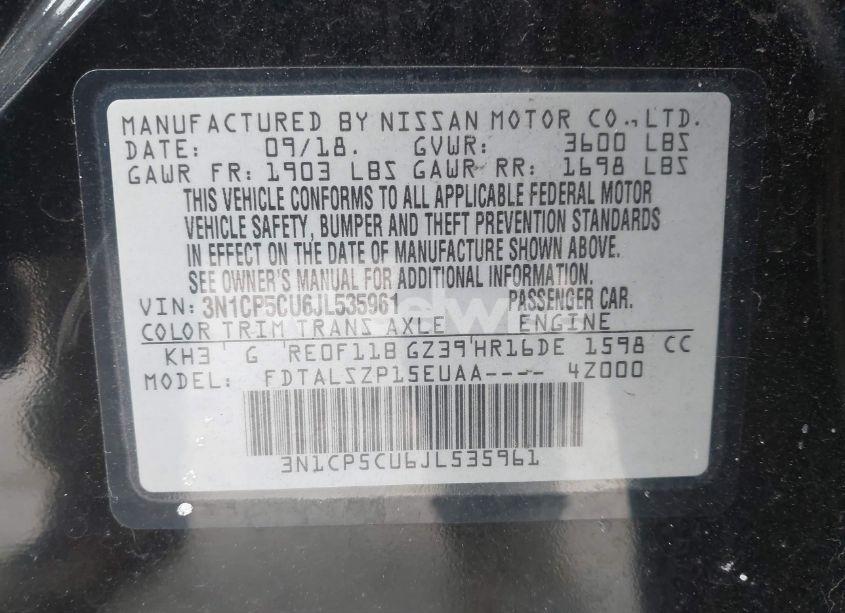 MANUFACTURED BY NISSAN MOTOR CO.,LTD.
DATE: 09/18. GVWR: 3600 LBS
GAWR FR: 1903 LBS GAWR RR: 1698 LBS
THIS VEHICLE CONFORMS TO ALL APPLICABLE FEDERAL MOTOR
VEHICLE SAFETY, BUMPER AND THEFT PREVENTION STANDARDS
IN EFFECT ON THE DATE OF MANUFACTURE SHOWN ABOVE.
SEE OWNER'S MANUAL FOR ADDITIONAL INFORMATION.
VIN: 3N1CP5CU6JL535961 PASSENGER CAR.
COLOR TRIM TRANS AXLE ENGINE
KH3 G RE0F11B GZ39 HR16DE 1598 CC
MODEL: FDTALSZP15EUAA---- 4Z000
3N1CP5CU6JL535961